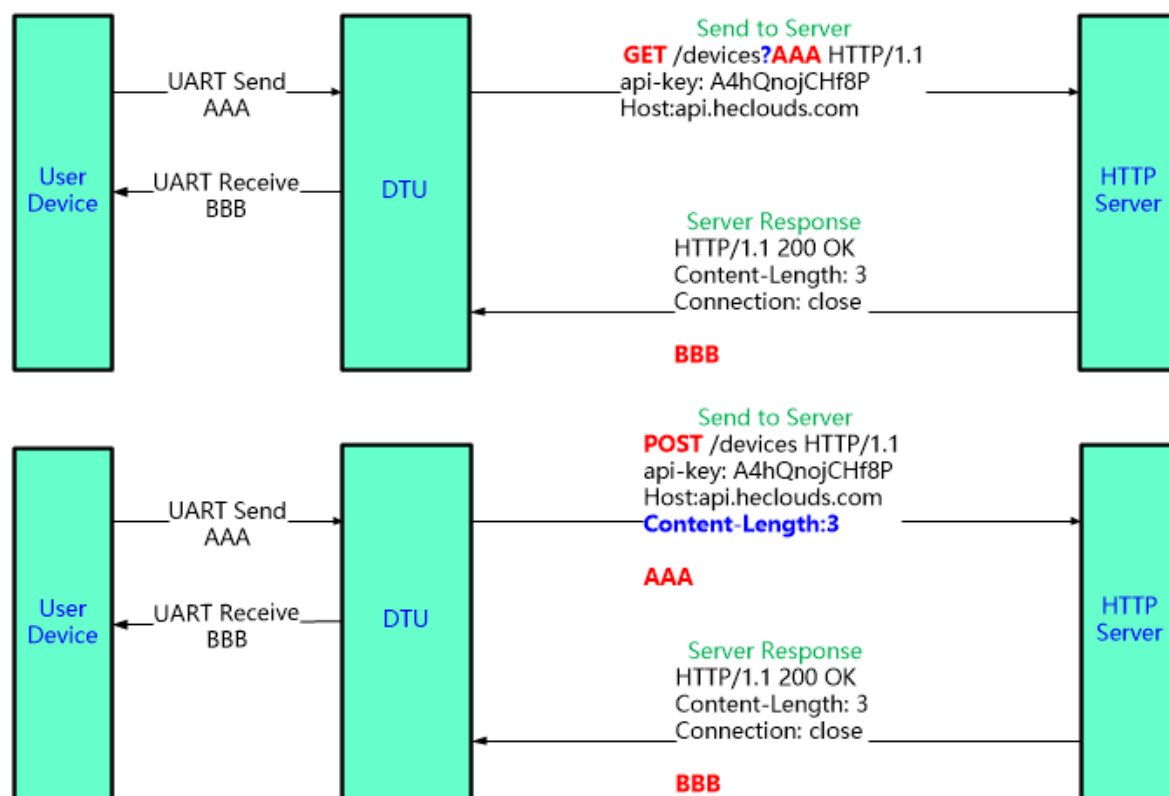 Send to Server
GET /devices?AAA HTTP/1.1
api-key: A4hQnojCHf8P
Host:api.heclouds.com
UART Send
AAA
User
Device
UART Receive
BBB
DTU
HTTP
Server
Server Response
HTTP/1.1 200 OK
Content-Length: 3
Connection: close
BBB
Send to Server
POST /devices HTTP/1.1
api-key: A4hQnojCHf8P
Host:api.heclouds.com
Content-Length:3
AAA
UART Send
AAA
User
Device
UART Receive
BBB
DTU
HTTP
Server
Server Response
HTTP/1.1 200 OK
Content-Length: 3
Connection: close
BBB